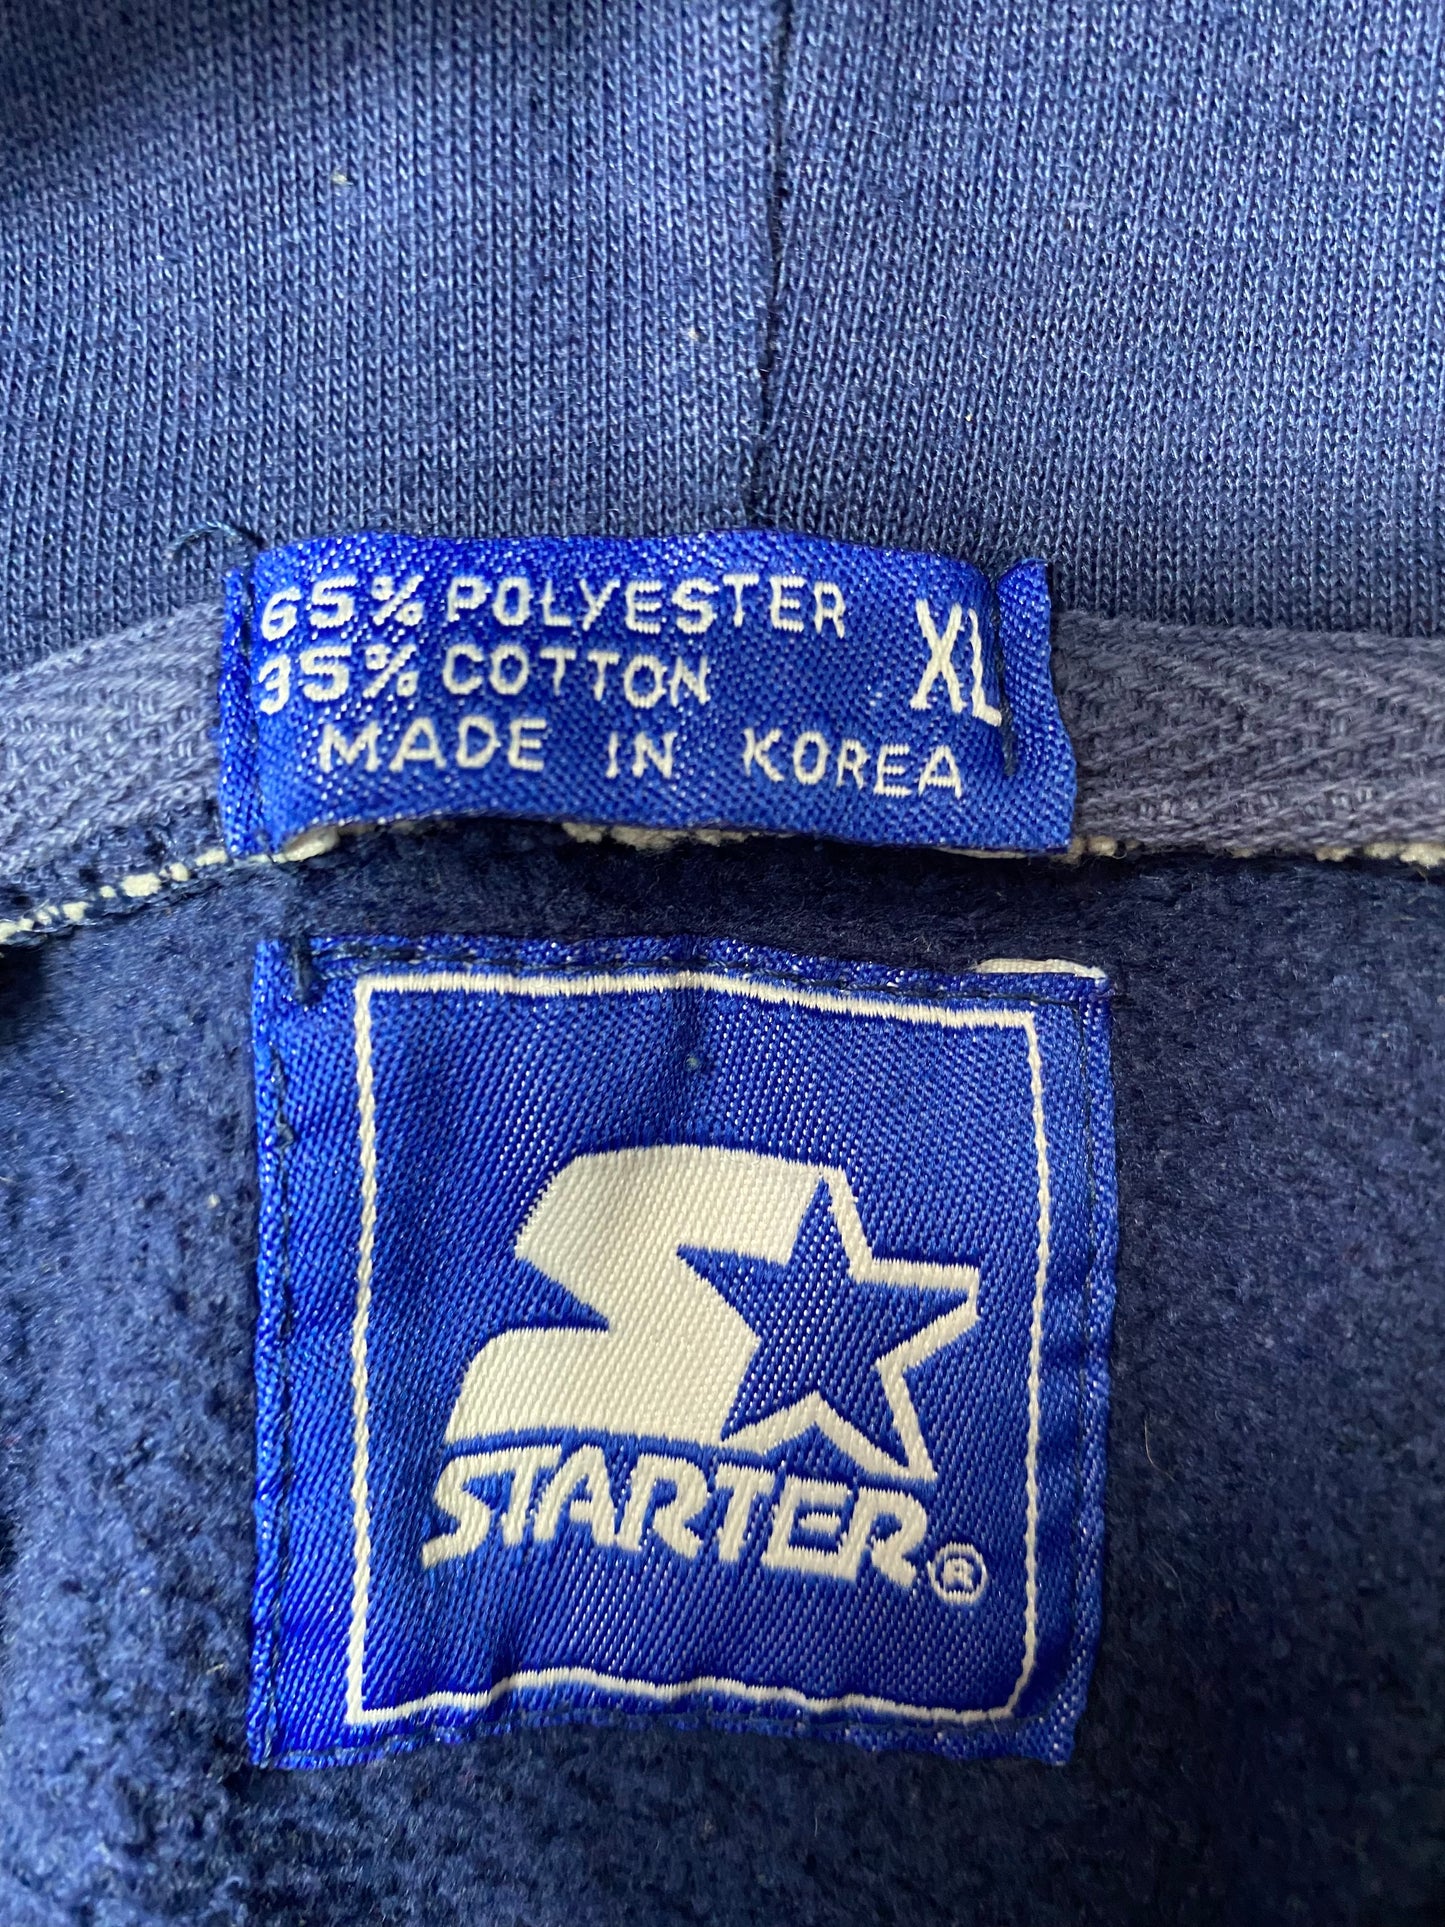 65% POLYESTER XL
35% COTTON
MADE IN KOREA
STARTER®